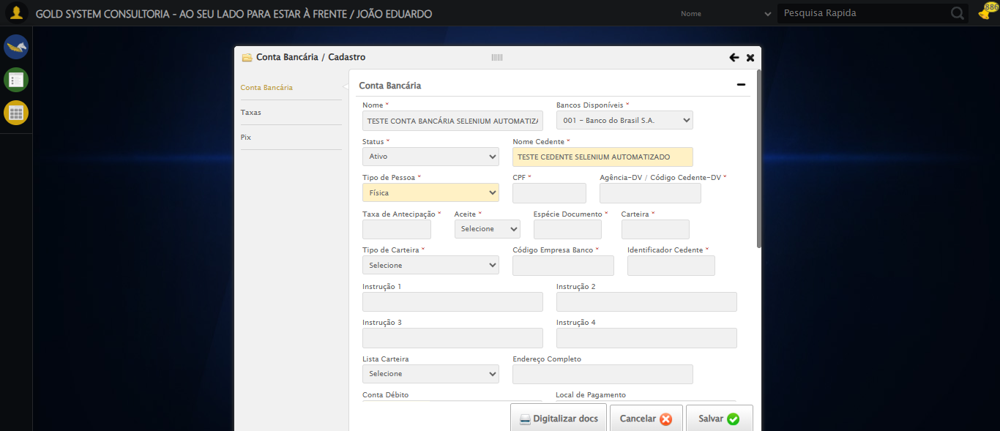 GOLD SYSTEM CONSULTORIA - AO SEU LADO PARA ESTAR À FRENTE / JOÃO EDUARDO
Nome
Pesquisa Rapida
886
Conta Bancária / Cadastro
Conta Bancária
Taxas
Pix
Conta Bancária
Nome * Bancos Disponíveis *
TESTE CONTA BANCÁRIA SELENIUM AUTOMATIZA 001 - Banco do Brasil S.A.
Status * Nome Cedente *
Ativo TESTE CEDENTE SELENIUM AUTOMATIZADO
Tipo de Pessoa * CPF * Agência-DV / Código Cedente-DV *
Física
Taxa de Antecipação * Aceite * Espécie Documento * Carteira *
Selecione
Tipo de Carteira * Código Empresa Banco * Identificador Cedente *
Selecione
Instrução 1 Instrução 2
Instrução 3 Instrução 4
Lista Carteira Endereço Completo
Selecione
Conta Débito Local de Pagamento
Digitalizar docs Cancelar Salvar